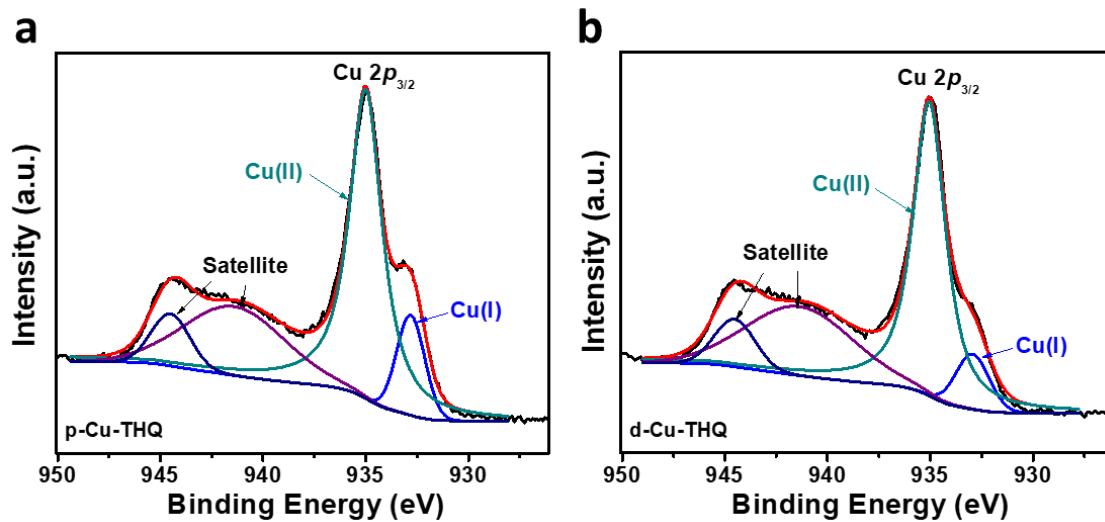 a
Cu 2p3/2
Cu(II)
Satellite
Cu(I)
p-Cu-THQ
Intensity (a.u.)
950 945 940 935 930
Binding Energy (eV)
b
Cu 2p3/2
Cu(II)
Satellite
Cu(I)
d-Cu-THQ
Intensity (a.u.)
950 945 940 935 930
Binding Energy (eV)